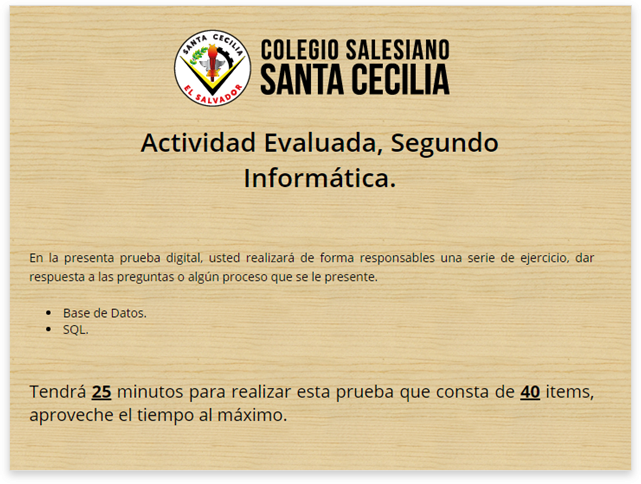 SANTA CECILIA
EL SALVADOR
COLEGIO SALESIANO
SANTA CECILIA
Actividad Evaluada, Segundo
Informática.
En la presenta prueba digital, usted realizará de forma responsables una serie de ejercicio, dar
respuesta a las preguntas o algún proceso que se le presente.
• Base de Datos.
• SQL.
Tendrá 25 minutos para realizar esta prueba que consta de 40 items,
aproveche el tiempo al máximo.